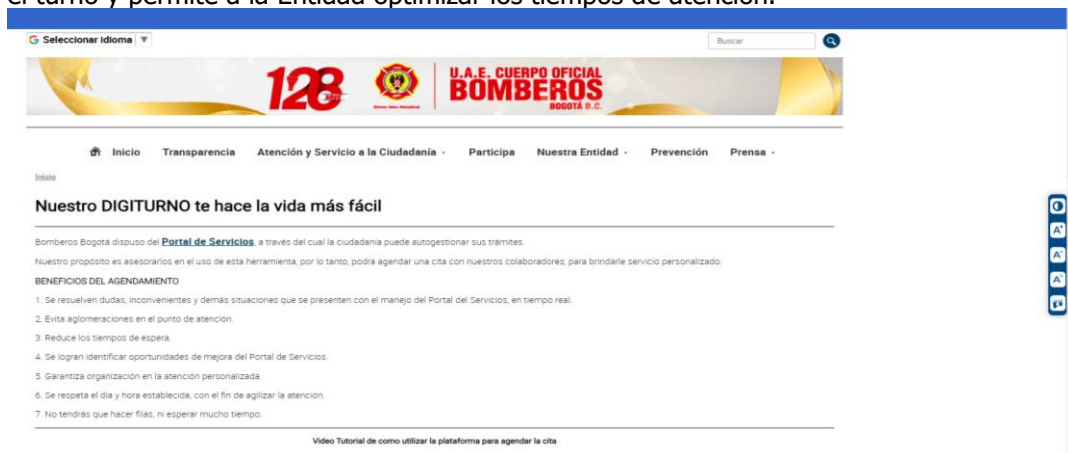 el turno y permite a la Entidad optimizar los tiempos de atención.
Seleccionar idioma ▼
Buscar
128
U.A.E. CUERPO OFICIAL
BOMBEROS
BOGOTÁ D.C.
Inicio Transparencia Atención y Servicio a la Ciudadanía Participa Nuestra Entidad Prevención Prensa
Inicio
Nuestro DIGITURNO te hace la vida más fácil
Bomberos Bogotá dispuso del Portal de Servicios, a través del cual la ciudadanía puede autogestionar sus trámites.
Nuestro propósito es asesorarlos en el uso de esta herramienta, por lo tanto, podrá agendar una cita con nuestros colaboradores, para brindarle servicio personalizado.
BENEFICIOS DEL AGENDAMIENTO
1. Se resuelven dudas, inconvenientes y demás situaciones que se presenten con el manejo del Portal del Servicios, en tiempo real.
2. Evita aglomeraciones en el punto de atención.
3. Reduce los tiempos de espera.
4. Se logran identificar oportunidades de mejora del Portal de Servicios.
5. Garantiza organización en la atención personalizada.
6. Se respeta el día y hora establecida, con el fin de agilizar la atención.
7. No tendrás que hacer filas, ni esperar mucho tiempo.
Video Tutorial de como utilizar la plataforma para agendar la cita